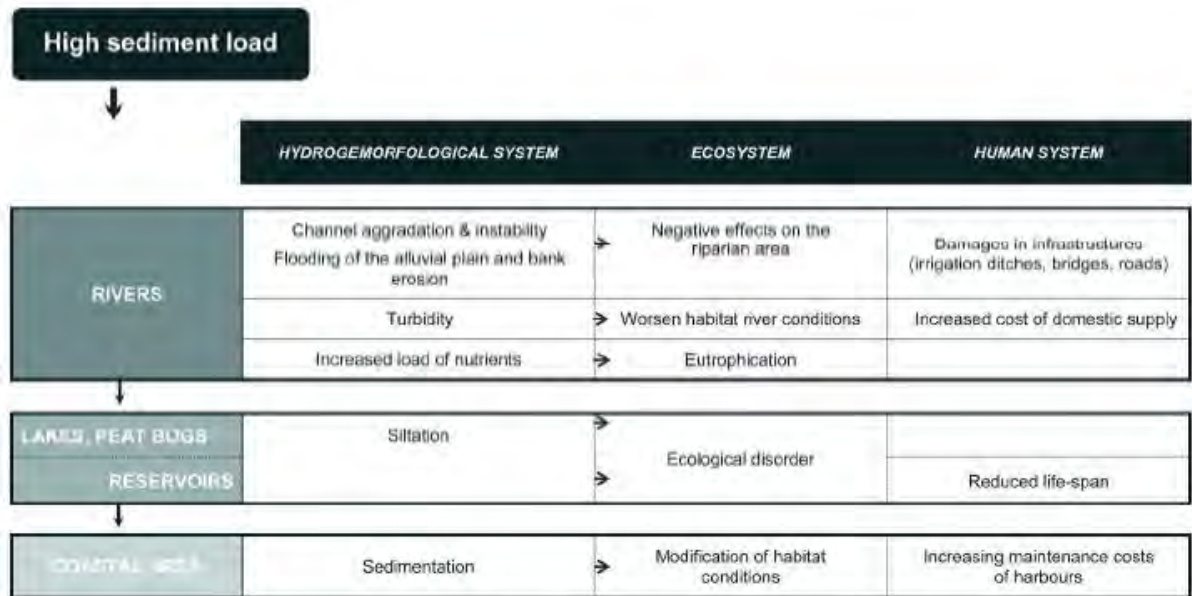 High sediment load
HYDROGEMORFOLOGICAL SYSTEM
ECOSYSTEM
HUMAN SYSTEM
RIVERS
Channel aggradation & instability
Flooding of the alluvial plain and bank
erosion
Negative effects on the
riparian area
Damages in infrastructures
(irrigation ditches, bridges, roads)
Turbidity
Worsen habitat river conditions
Increased cost of domestic supply
Increased load of nutrients
Eutrophication
LAKES, PEAT BOGS
RESERVOIRS
Siltation
Ecological disorder
Reduced life-span
COASTAL AREA
Sedimentation
Modification of habitat
conditions
Increasing maintenance costs
of harbours